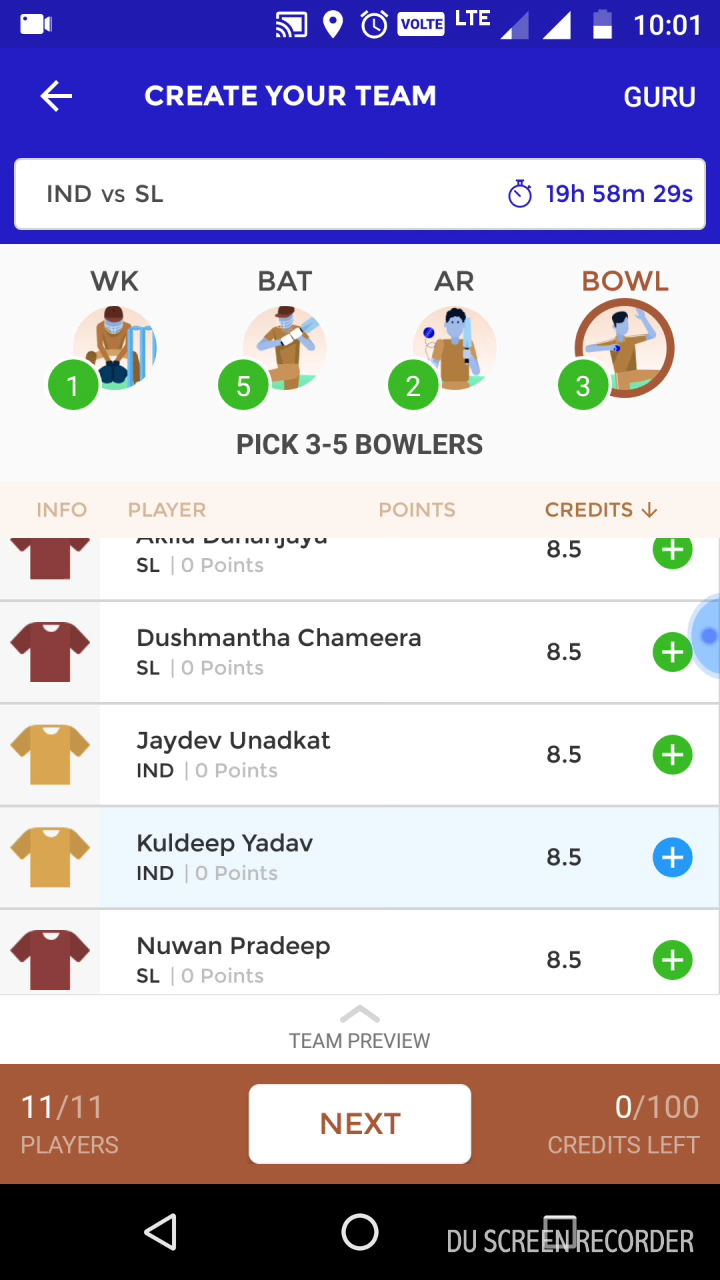 VOLTE LTE 10:01
CREATE YOUR TEAM GURU
IND vs SL 19h 58m 29s
WK BAT AR BOWL
1 5 2 3
PICK 3-5 BOWLERS
INFO PLAYER POINTS CREDITS
Akila Dananjaya
8.5
SL | 0 Points
Dushmantha Chameera
8.5
SL | 0 Points
Jaydev Unadkat
8.5
IND | 0 Points
Kuldeep Yadav
8.5
IND | 0 Points
Nuwan Pradeep
8.5
SL | 0 Points
TEAM PREVIEW
11/11 0/100
NEXT
PLAYERS CREDITS LEFT
DU SCREEN RECORDER